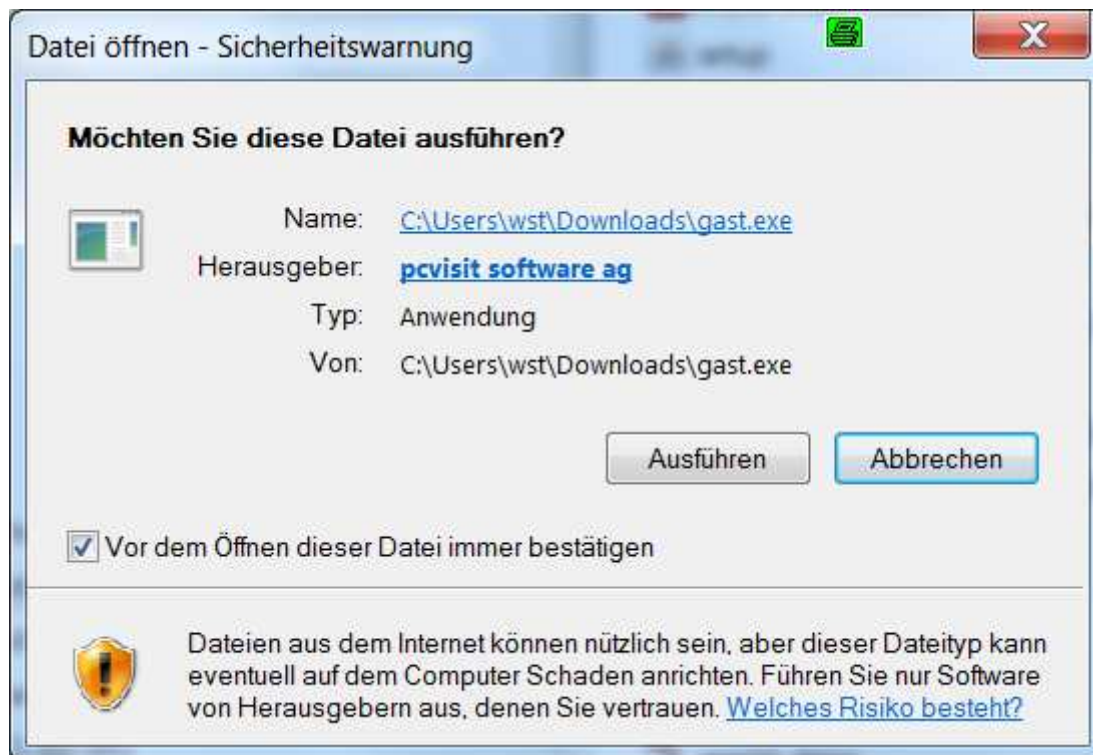 Datei öffnen - Sicherheitswarnung
Möchten Sie diese Datei ausführen?
Name: C:\Users\wst\Downloads\gast.exe
Herausgeber: pcvisit software ag
Typ: Anwendung
Von: C:\Users\wst\Downloads\gast.exe
Ausführen Abbrechen
Vor dem Öffnen dieser Datei immer bestätigen
Dateien aus dem Internet können nützlich sein, aber dieser Dateityp kann
eventuell auf dem Computer Schaden anrichten. Führen Sie nur Software
von Herausgebern aus, denen Sie vertrauen. Welches Risiko besteht?